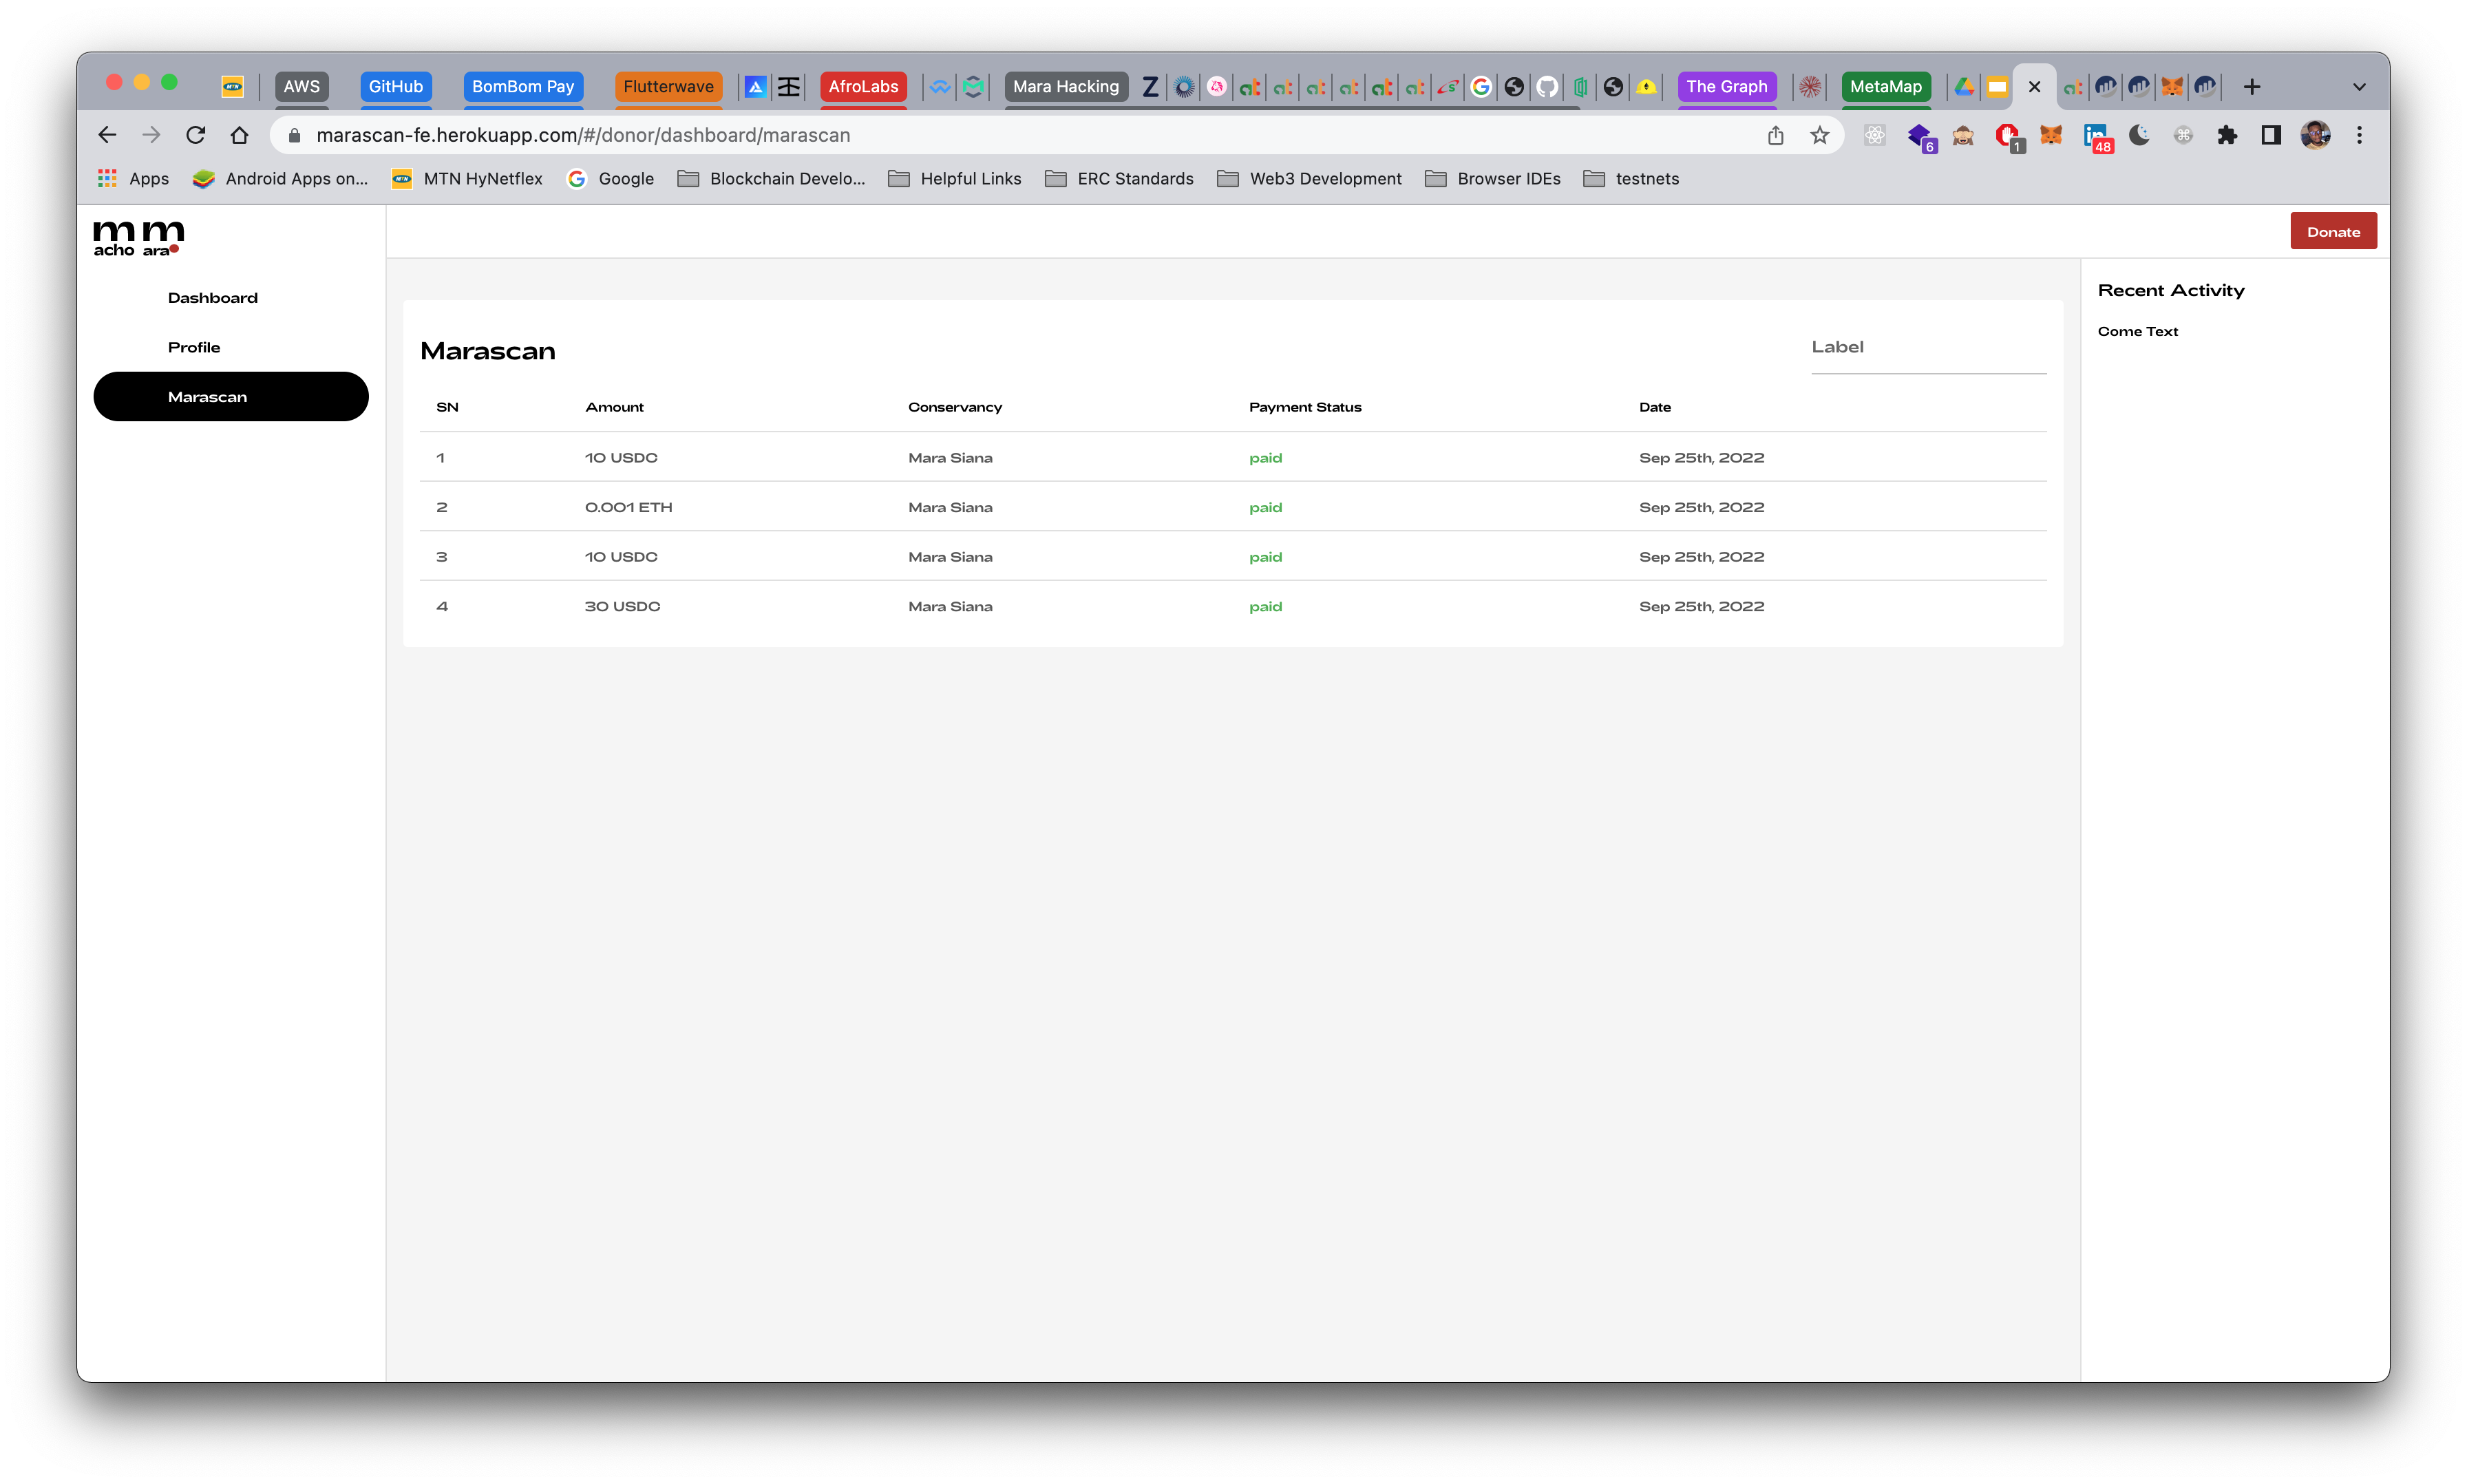 AWS GitHub BomBom Pay Flutterwave AfroLabs Mara Hacking The Graph MetaMap
marascan-fe.herokuapp.com/#/donor/dashboard/marascan 6 1 48
Apps Android Apps on... MTN HyNetflex Google Blockchain Develo... Helpful Links ERC Standards Web3 Development Browser IDEs testnets
m m
acho ara
Donate
Dashboard
Profile
Marascan
Marascan
Label
SN Amount Conservancy Payment Status Date
1 10 USDC Mara Siana paid Sep 25th, 2022
2 0.001 ETH Mara Siana paid Sep 25th, 2022
3 10 USDC Mara Siana paid Sep 25th, 2022
4 30 USDC Mara Siana paid Sep 25th, 2022
Recent Activity
Come Text